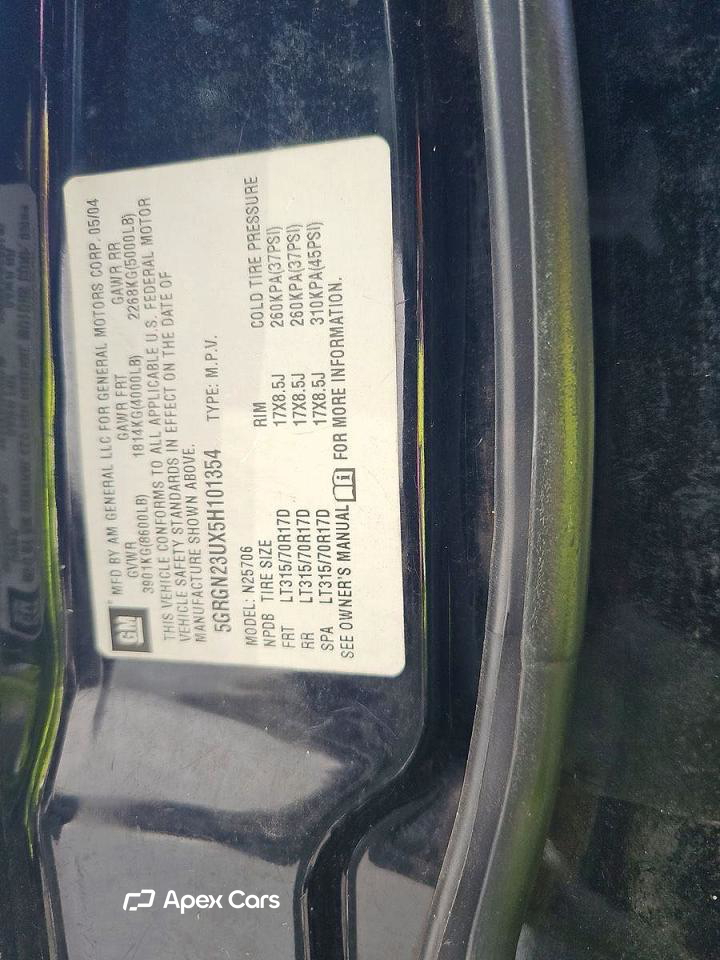 GM
MFD BY AM GENERAL LLC FOR GENERAL MOTORS CORP. 05/04
GVWR GAWR FRT GAWR RR
3901KG(8600LB) 1814KG(4000LB) 2268KG(5000LB)
THIS VEHICLE CONFORMS TO ALL APPLICABLE U.S. FEDERAL MOTOR
VEHICLE SAFETY STANDARDS IN EFFECT ON THE DATE OF
MANUFACTURE SHOWN ABOVE.
5GRGN23UX5H101354 TYPE: M.P.V.
MODEL: N25706
NPDB TIRE SIZE RIM COLD TIRE PRESSURE
FRT LT315/70R17D 17X8.5J 260KPA(37PSI)
RR LT315/70R17D 17X8.5J 260KPA(37PSI)
SPA LT315/70R17D 17X8.5J 310KPA(45PSI)
SEE OWNER'S MANUAL i FOR MORE INFORMATION.
Apex Cars